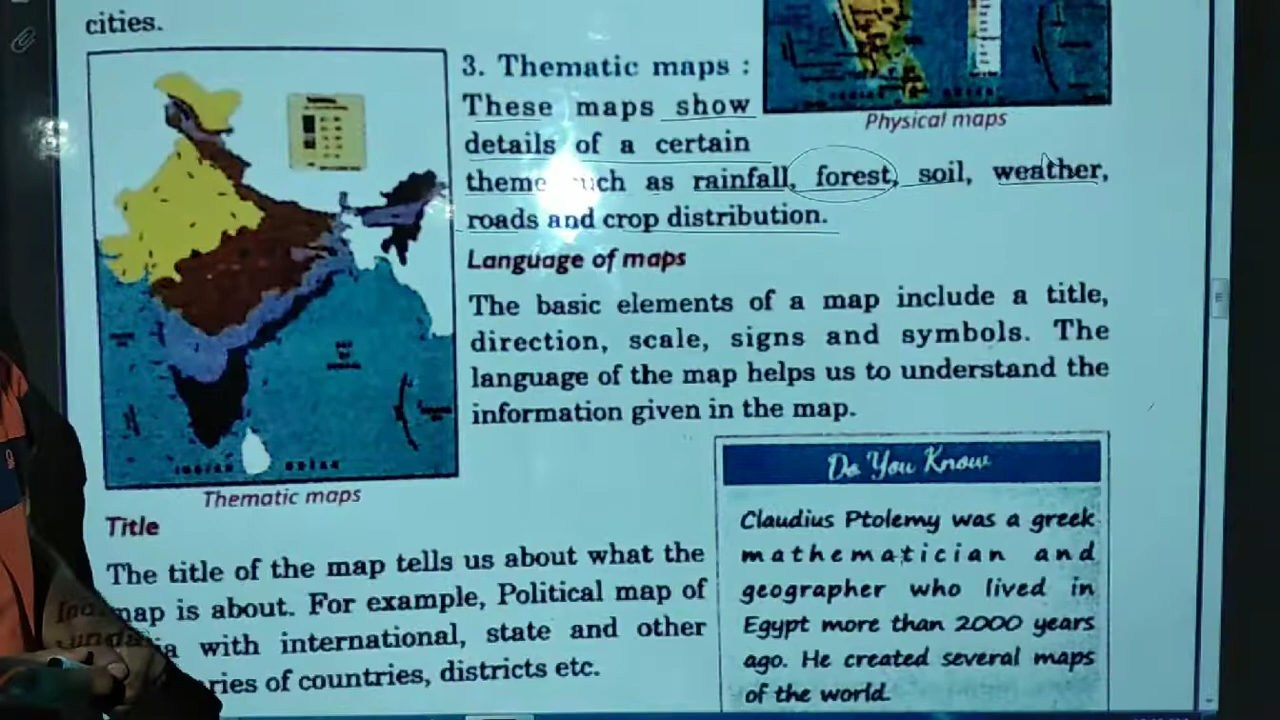 cities.
3. Thematic maps :
These maps show
details of a certain
theme such as rainfall, forest, soil, weather,
roads and crop distribution.
Physical maps
Language of maps
The basic elements of a map include a title,
direction, scale, signs and symbols. The
language of the map helps us to understand the
information given in the map.
Thematic maps
Title
The title of the map tells us about what the
map is about. For example, Political map of
with international, state and other
of countries, districts etc.
Do You Know
Claudius Ptolemy was a greek
mathematician and
geographer who lived in
Egypt more than 2000 years
ago. He created several maps
of the world.